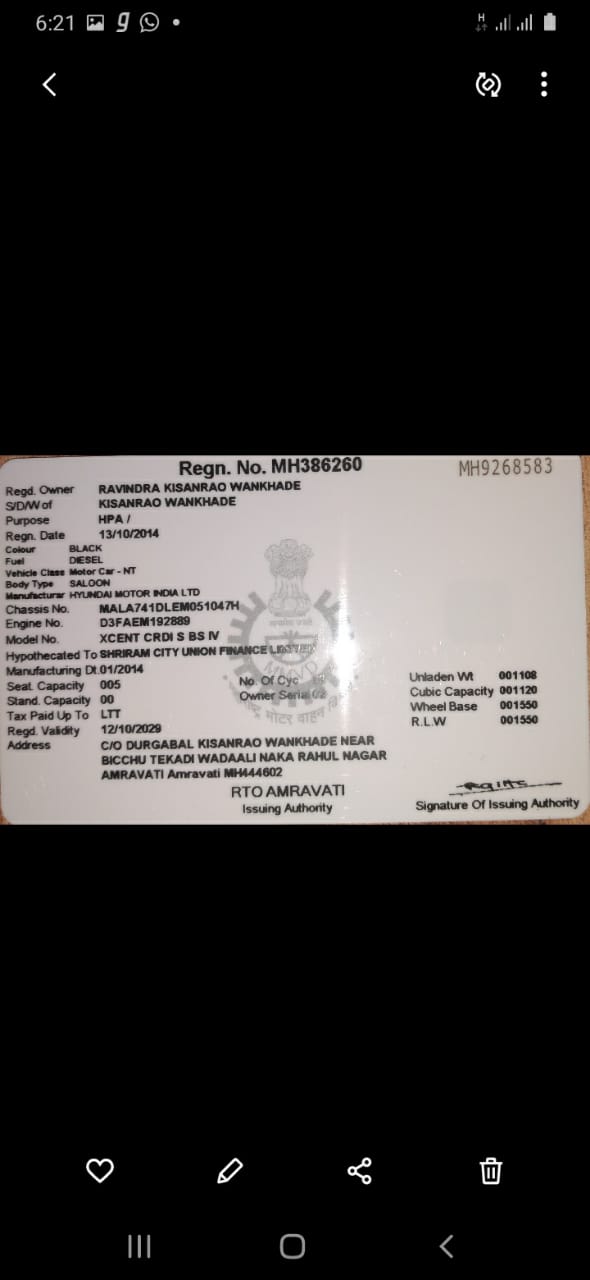 6:21
Regn. No. MH386260
MH9268583
Regd. Owner RAVINDRA KISANRAO WANKHADE
S/D/W of KISANRAO WANKHADE
Purpose HPA /
Regn. Date 13/10/2014
Colour BLACK
Fuel DIESEL
Vehicle Class Motor Car - NT
Body Type SALOON
Manufacturar HYUNDAI MOTOR INDIA LTD
Chassis No. MALA741DLEM051047H
Engine No. D3FAEM192889
Model No. XCENT CRDI S BS IV
Hypothecated To SHRIRAM CITY UNION FINANCE LIMITED
Manufacturing Dt. 01/2014
Seat. Capacity 005
Stand. Capacity 00
Tax Paid Up To LTT
Regd. Validity 12/10/2029
No. Of Cyc
Owner Serial 02
Unladen Wt 001108
Cubic Capacity 001120
Wheel Base 001550
R.L.W 001550
Address C/O DURGABAL KISANRAO WANKHADE NEAR
BICCHU TEKADI WADAALI NAKA RAHUL NAGAR
AMRAVATI Amravati MH444602
RTO AMRAVATI
Issuing Authority
Signature Of Issuing Authority
मोटर वाहन